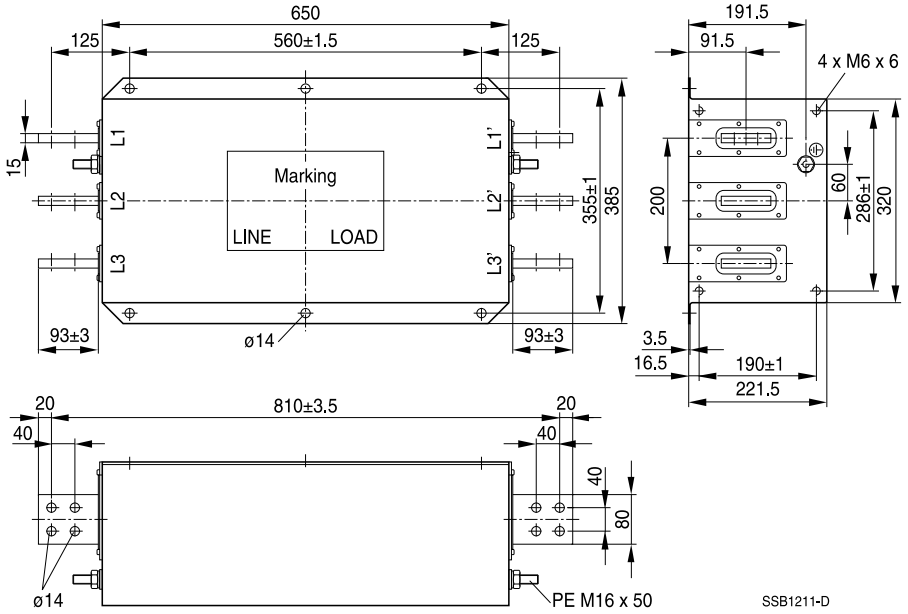 650
125
560±1.5
125
191.5
91.5
4 x M6 x 6
L1
L1'
15
Marking
L2
L2'
LINE
LOAD
L3
L3'
355±1
385
200
60
286±1
320
93±3
ø14
93±3
3.5
16.5
190±1
221.5
20
810±3.5
20
40
40
40
80
ø14
PE M16 x 50
SSB1211-D